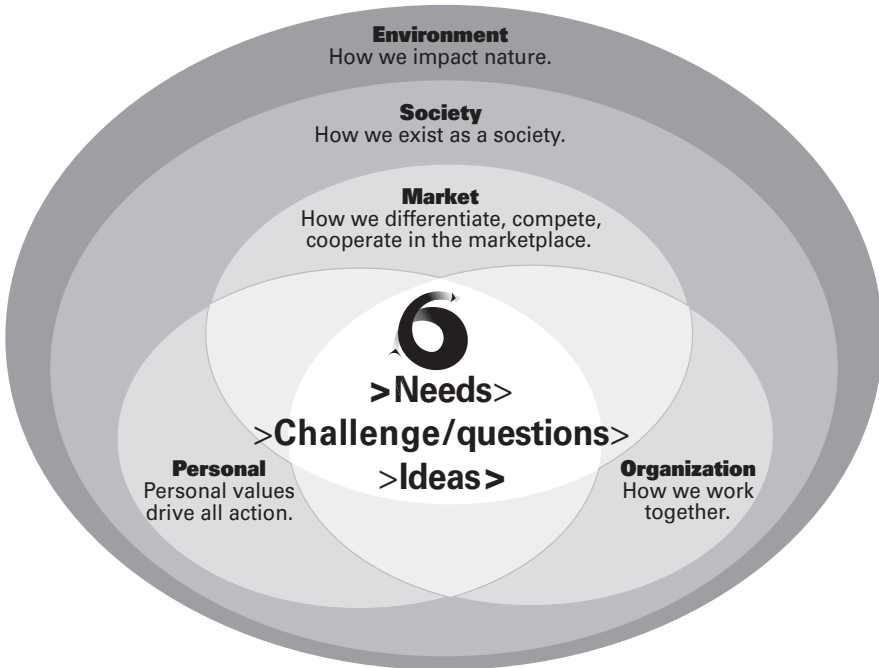 Environment
How we impact nature.
Society
How we exist as a society.
Market
How we differentiate, compete,
cooperate in the marketplace.
6
>Needs>
>Challenge/questions>
>Ideas>
Personal
Personal values
drive all action.
Organization
How we work
together.